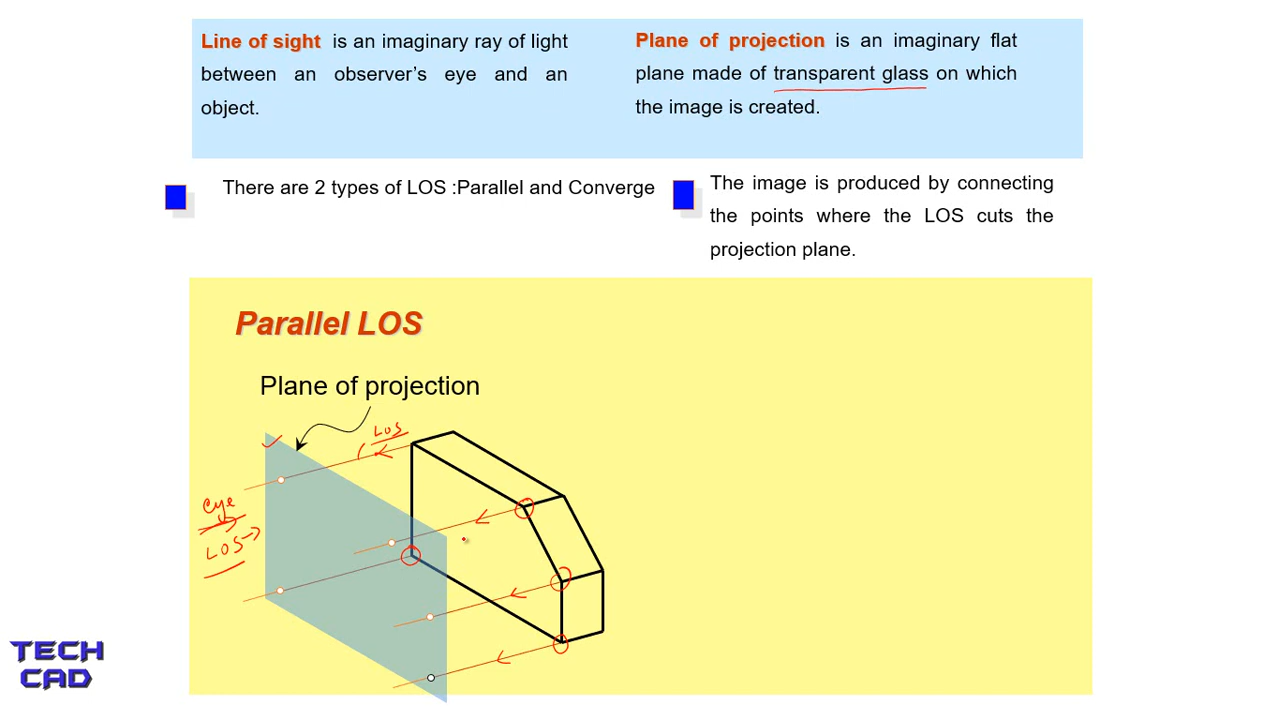 Line of sight is an imaginary ray of light
between an observer’s eye and an
object.
Plane of projection is an imaginary flat
plane made of transparent glass on which
the image is created.
There are 2 types of LOS :Parallel and Converge
The image is produced by connecting
the points where the LOS cuts the
projection plane.
Parallel LOS
Plane of projection
LOS
eye
LOS
TECH
CAD